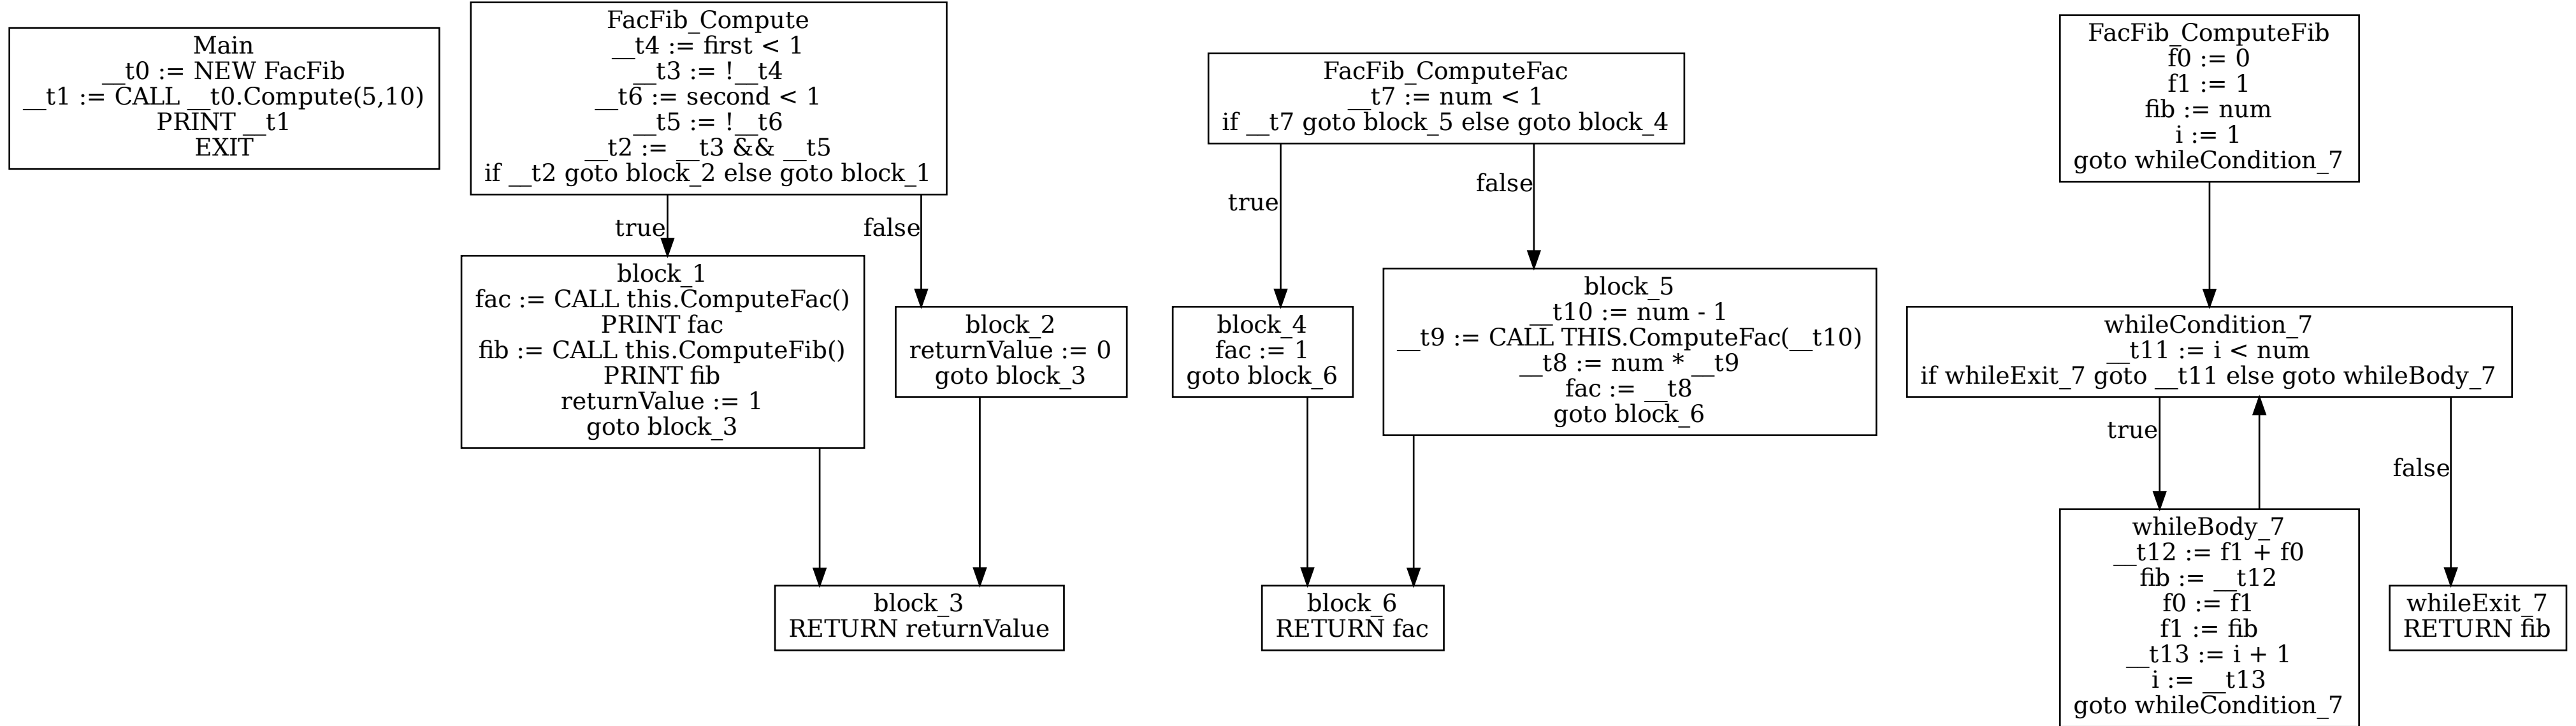 Main
__t0 := NEW FacFib
__t1 := CALL __t0.Compute(5,10)
PRINT __t1
EXIT
FacFib_Compute
__t4 := first < 1
__t3 := !__t4
__t6 := second < 1
__t5 := !__t6
__t2 := __t3 && __t5
if __t2 goto block_2 else goto block_1
true
false
block_1
fac := CALL this.ComputeFac()
PRINT fac
fib := CALL this.ComputeFib()
PRINT fib
returnValue := 1
goto block_3
block_2
returnValue := 0
goto block_3
block_3
RETURN returnValue
FacFib_ComputeFac
__t7 := num < 1
if __t7 goto block_5 else goto block_4
true
false
block_4
fac := 1
goto block_6
block_5
__t10 := num - 1
__t9 := CALL THIS.ComputeFac(__t10)
__t8 := num * __t9
fac := __t8
goto block_6
block_6
RETURN fac
FacFib_ComputeFib
f0 := 0
f1 := 1
fib := num
i := 1
goto whileCondition_7
whileCondition_7
__t11 := i < num
if whileExit_7 goto __t11 else goto whileBody_7
true
false
whileBody_7
__t12 := f1 + f0
fib := __t12
f0 := f1
f1 := fib
__t13 := i + 1
i := __t13
goto whileCondition_7
whileExit_7
RETURN fib